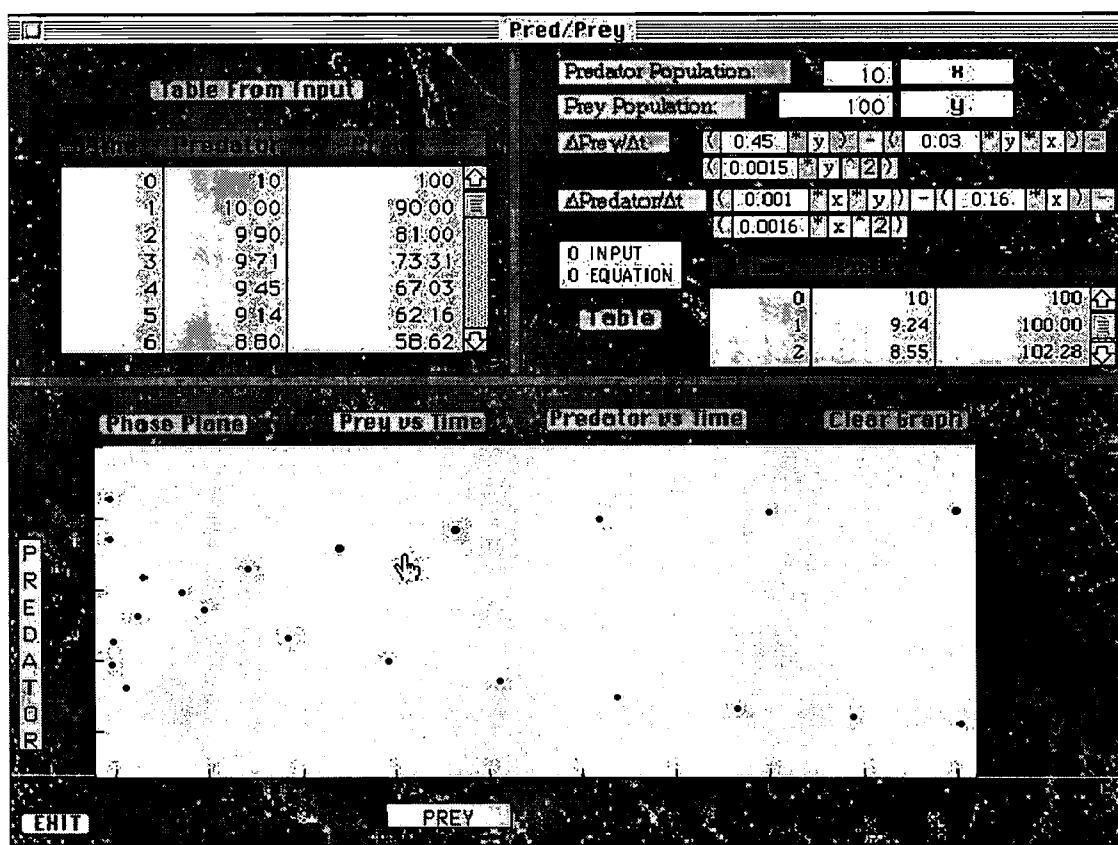 Pred/Prey
Table From Input
Predator
0 10 100
1 10.00 90.00
2 9.90 81.00
3 9.71 73.31
4 9.45 67.03
5 9.14 62.16
6 8.80 58.62
Predator Population: 10 x
Prey Population: 100 y
ΔPrey/Δt ( 0.45 * y ) - ( 0.03 * y * x ) -
( 0.0015 * y ^ 2 )
ΔPredator/Δt ( 0.001 * x * y ) - ( 0.16 * x ) -
( 0.0016 * x ^ 2 )
0 INPUT
0 EQUATION
Table
0 10 100
1 9.24 100.00
2 8.55 102.28
Phase Plane Prey vs Time Predator vs Time Clear Graph
PREDATOR
PREY
EXIT